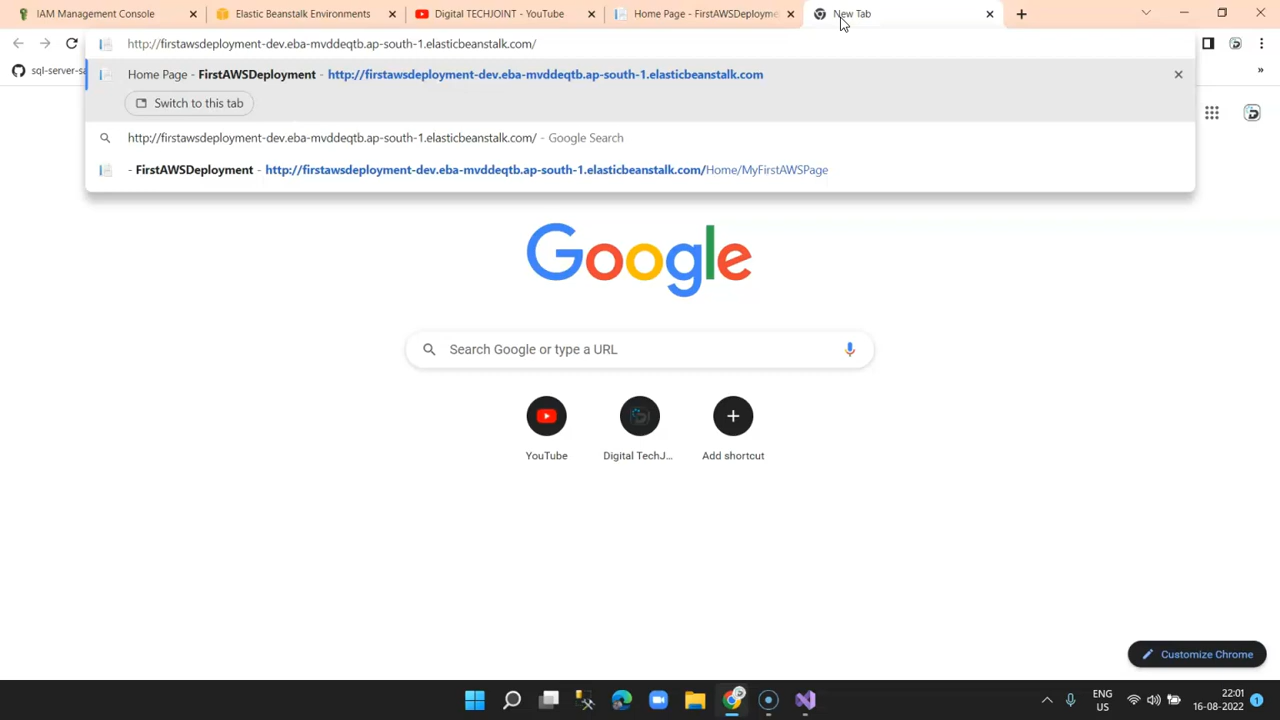 IAM Management Console
Elastic Beanstalk Environments
Digital TECHJOINT - YouTube
Home Page - FirstAWSDeployme
New Tab
http://firstawsdeployment-dev.eba-mvddeqtb.ap-south-1.elasticbeanstalk.com/
sql-server-sa
»
Home Page - FirstAWSDeployment - http://firstawsdeployment-dev.eba-mvddeqtb.ap-south-1.elasticbeanstalk.com
Switch to this tab
http://firstawsdeployment-dev.eba-mvddeqtb.ap-south-1.elasticbeanstalk.com/ - Google Search
- FirstAWSDeployment - http://firstawsdeployment-dev.eba-mvddeqtb.ap-south-1.elasticbeanstalk.com/Home/MyFirstAWSPage
Google
Search Google or type a URL
YouTube
Digital TechJ...
Add shortcut
Customize Chrome
ENG
US
22:01
16-08-2022
1